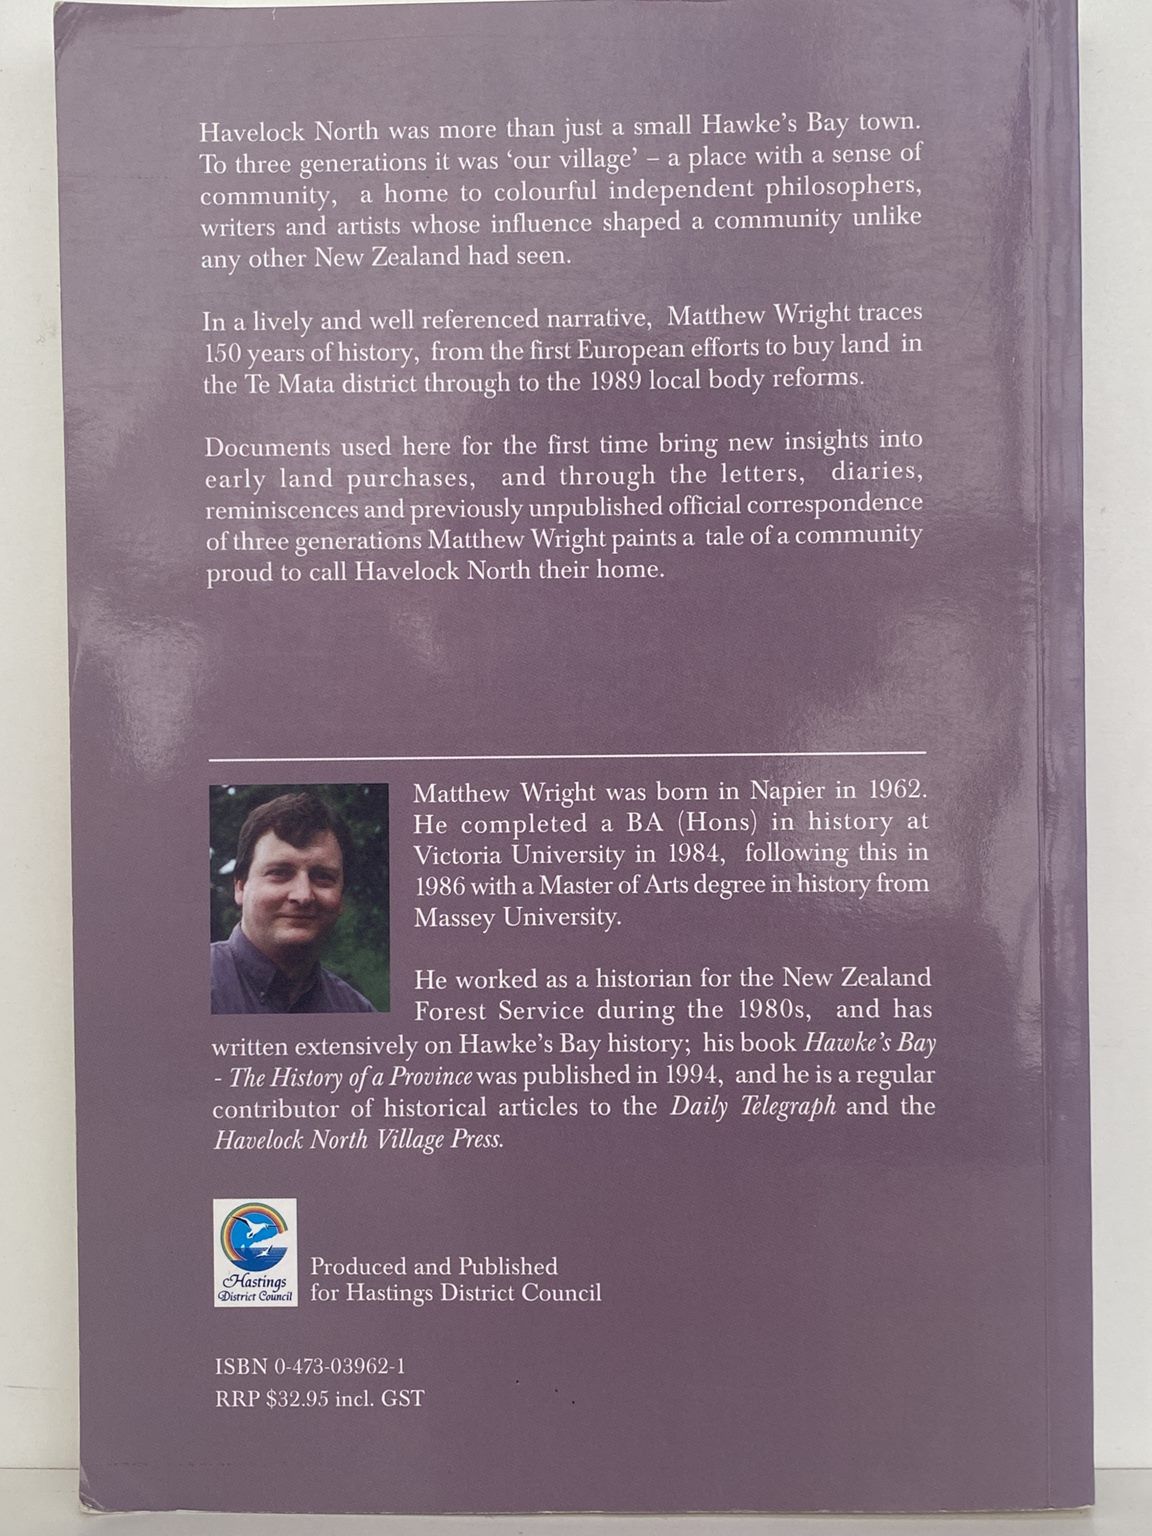 Havelock North was more than just a small Hawke's Bay town.
To three generations it was 'our village' – a place with a sense of
community, a home to colourful independent philosophers,
writers and artists whose influence shaped a community unlike
any other New Zealand had seen.
In a lively and well referenced narrative, Matthew Wright traces
150 years of history, from the first European efforts to buy land in
the Te Mata district through to the 1989 local body reforms.
Documents used here for the first time bring new insights into
early land purchases, and through the letters, diaries,
reminiscences and previously unpublished official correspondence
of three generations Matthew Wright paints a tale of a community
proud to call Havelock North their home.
Matthew Wright was born in Napier in 1962.
He completed a BA (Hons) in history at
Victoria University in 1984, following this in
1986 with a Master of Arts degree in history from
Massey University.
He worked as a historian for the New Zealand
Forest Service during the 1980s, and has
written extensively on Hawke's Bay history; his book Hawke's Bay
- The History of a Province was published in 1994, and he is a regular
contributor of historical articles to the Daily Telegraph and the
Havelock North Village Press.
Hastings
District Council
Produced and Published
for Hastings District Council
ISBN 0-473-03962-1
RRP $32.95 incl. GST